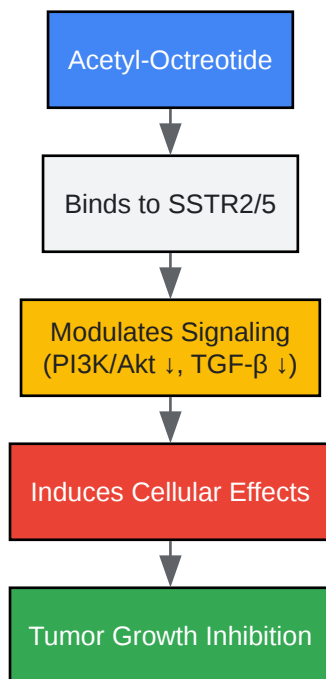 Acetyl-Octreotide
Binds to SSTR2/5
Modulates Signaling
(PI3K/Akt ↓, TGF-β ↓)
Induces Cellular Effects
Tumor Growth Inhibition